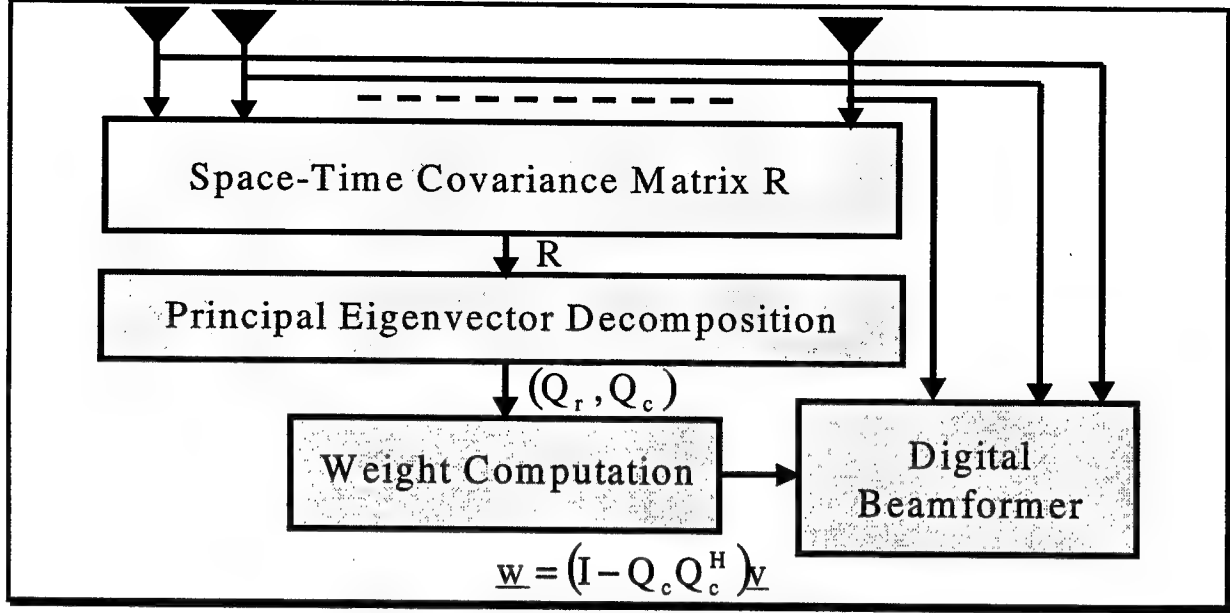 Space-Time Covariance Matrix R
R
Principal Eigenvector Decomposition
(Q_r, Q_c)
Weight Computation
Digital
Beamformer
w = (I − Q_c Q_c^H)v